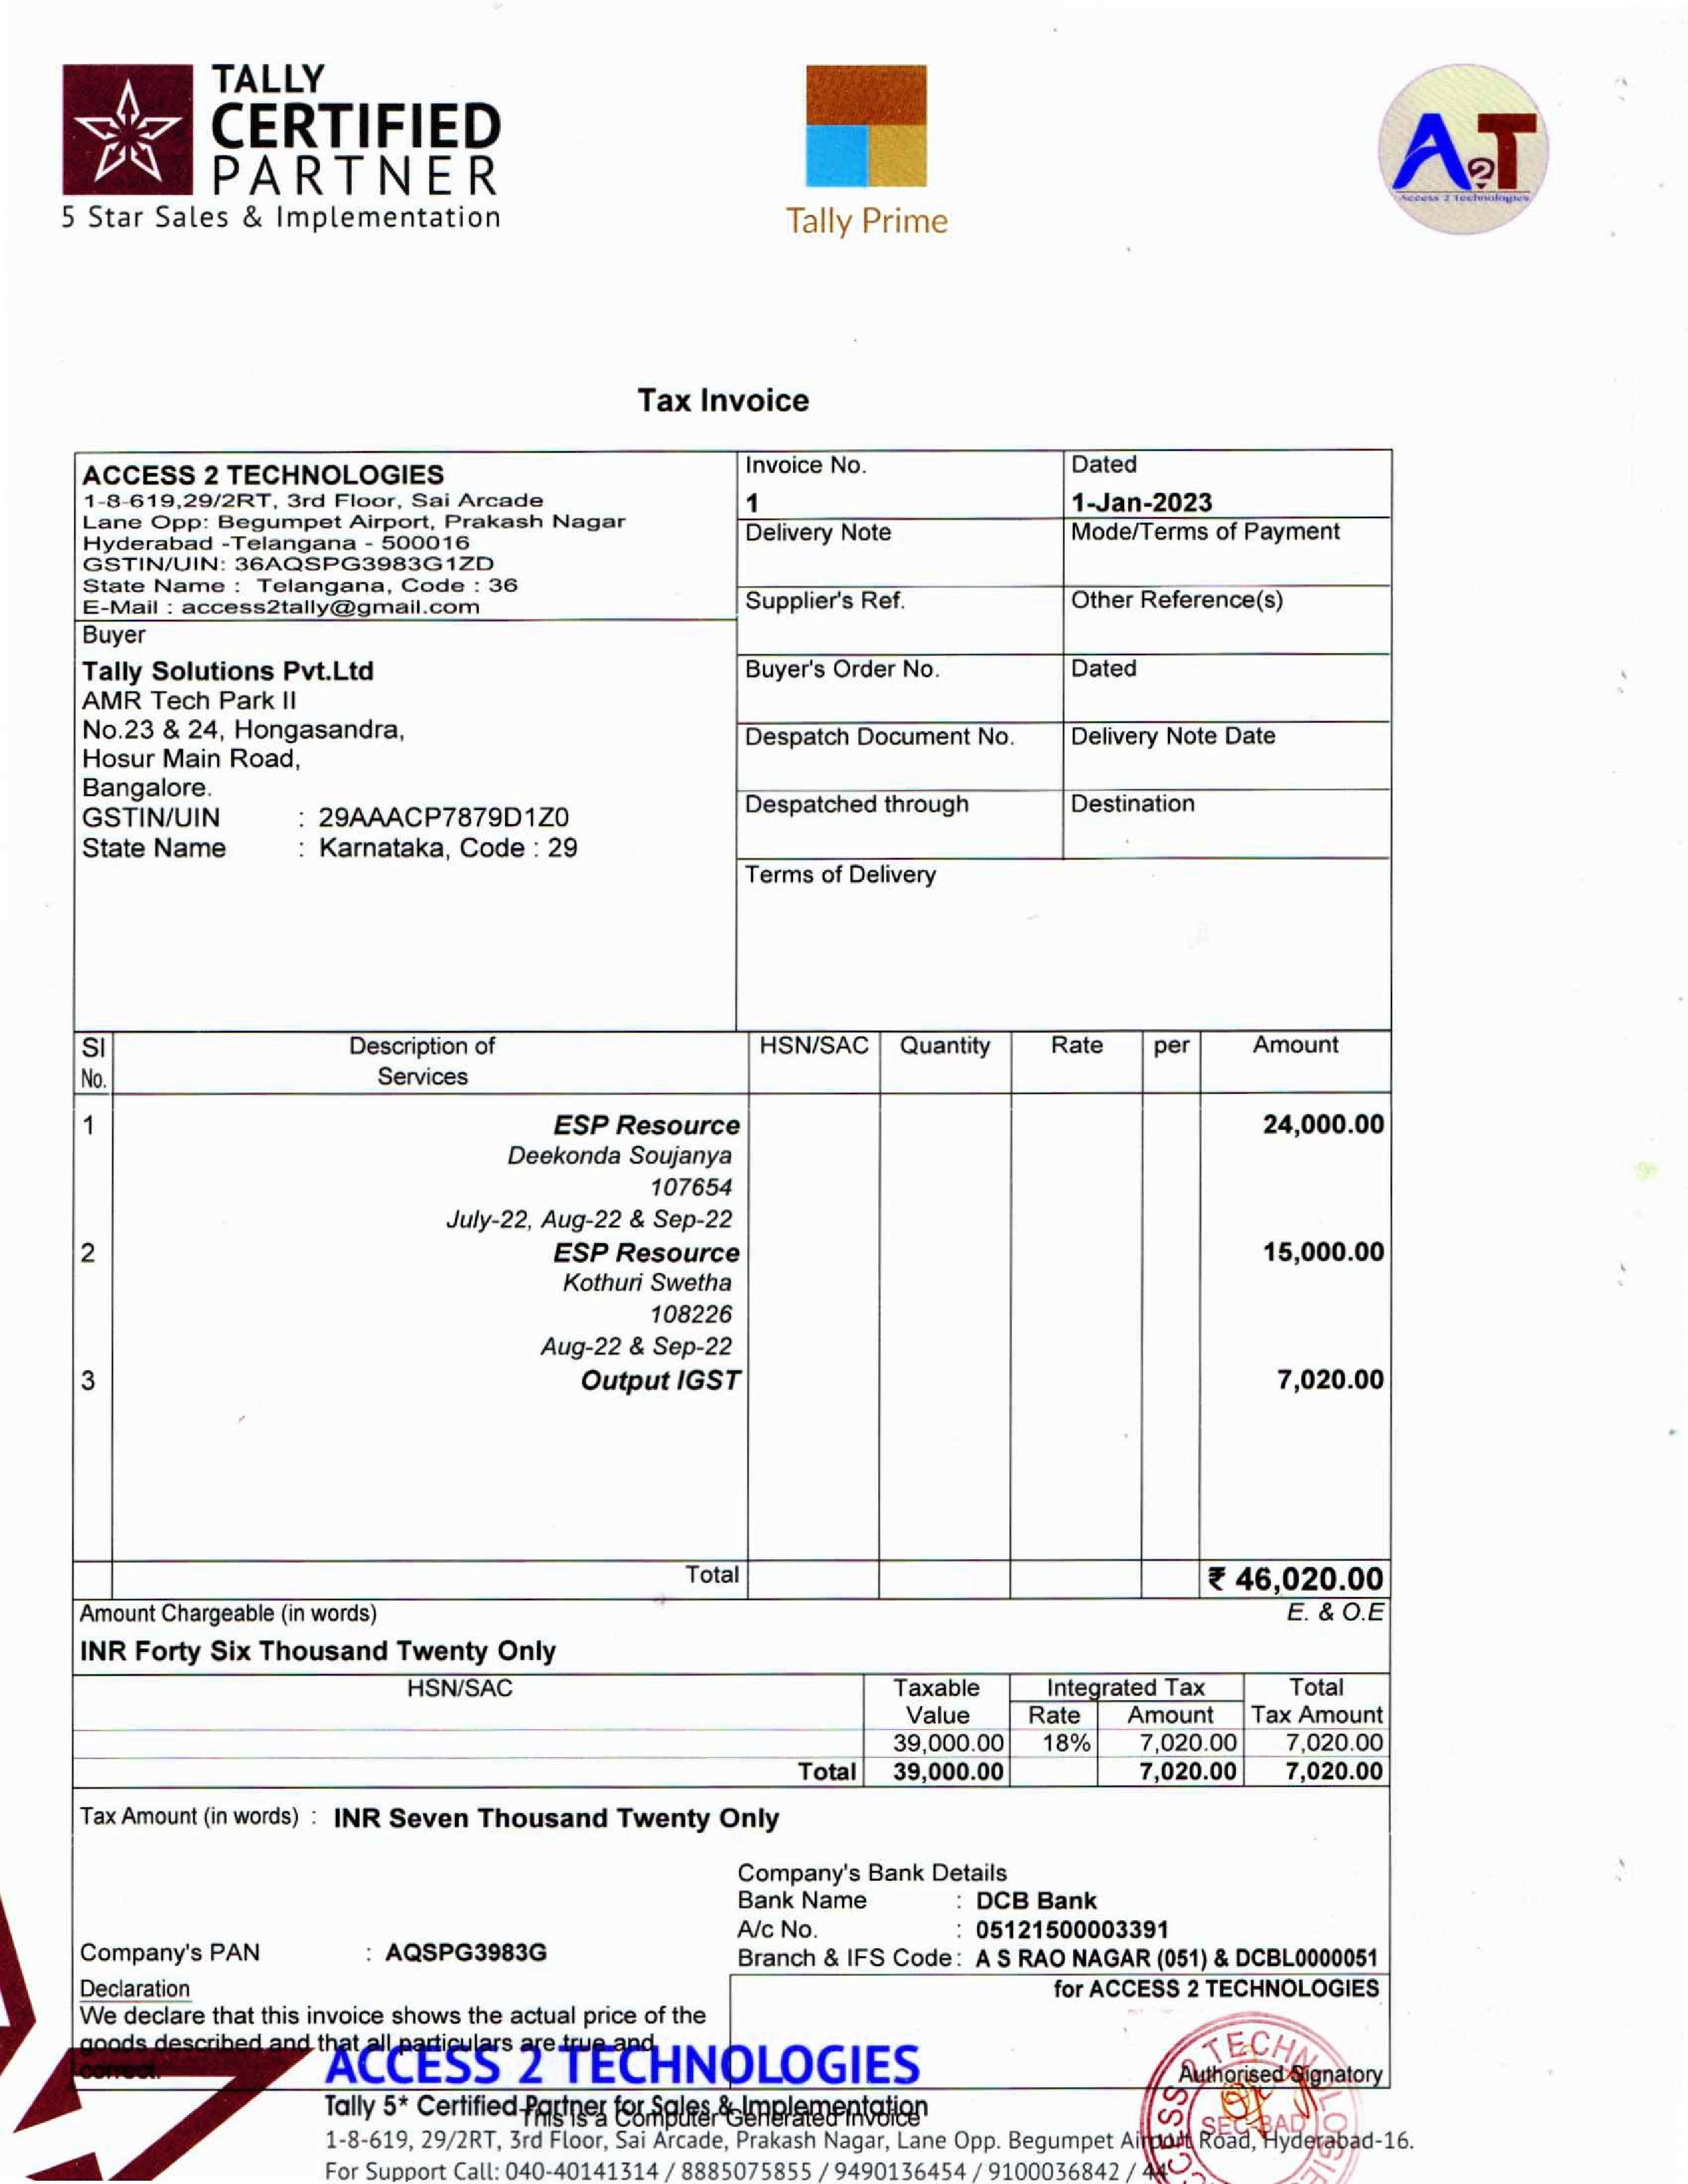 TALLY
CERTIFIED
PARTNER
5 Star Sales & Implementation
Tally Prime
A2T
Access 2 Technologies
Tax Invoice
ACCESS 2 TECHNOLOGIES
1-8-619,29/2RT, 3rd Floor, Sai Arcade
Lane Opp: Begumpet Airport, Prakash Nagar
Hyderabad -Telangana - 500016
GSTIN/UIN: 36AQSPG3983G1ZD
State Name : Telangana, Code : 36
E-Mail : access2tally@gmail.com
Invoice No. Dated
1 1-Jan-2023
Delivery Note Mode/Terms of Payment
Supplier's Ref. Other Reference(s)
Buyer
Tally Solutions Pvt.Ltd
AMR Tech Park II
No.23 & 24, Hongasandra,
Hosur Main Road,
Bangalore.
GSTIN/UIN : 29AAACP7879D1Z0
State Name : Karnataka, Code : 29
Buyer's Order No. Dated
Despatch Document No. Delivery Note Date
Despatched through Destination
Terms of Delivery
SI No. Description of Services HSN/SAC Quantity Rate per Amount
1 ESP Resource 24,000.00
Deekonda Soujanya
107654
July-22, Aug-22 & Sep-22
2 ESP Resource 15,000.00
Kothuri Swetha
108226
Aug-22 & Sep-22
3 Output IGST 7,020.00
Total ₹ 46,020.00
Amount Chargeable (in words) E. & O.E
INR Forty Six Thousand Twenty Only
HSN/SAC Taxable Value Integrated Tax Total Tax Amount
Rate Amount
39,000.00 18% 7,020.00 7,020.00
Total 39,000.00 7,020.00 7,020.00
Tax Amount (in words) : INR Seven Thousand Twenty Only
Company's Bank Details
Bank Name : DCB Bank
A/c No. : 05121500003391
Company's PAN : AQSPG3983G
Branch & IFS Code : A S RAO NAGAR (051) & DCBL0000051
Declaration
We declare that this invoice shows the actual price of the
goods described and that all particulars are true and
correct.
for ACCESS 2 TECHNOLOGIES
Authorised Signatory
ACCESS 2 TECHNOLOGIES
SEC BAD
ACCESS 2 TECHNOLOGIES
Tally 5* Certified Partner for Sales & Implementation
This is a Computer Generated Invoice
1-8-619, 29/2RT, 3rd Floor, Sai Arcade, Prakash Nagar, Lane Opp. Begumpet Airport Road, Hyderabad-16.
For Support Call: 040-40141314 / 8885075855 / 9490136454 / 9100036842 /